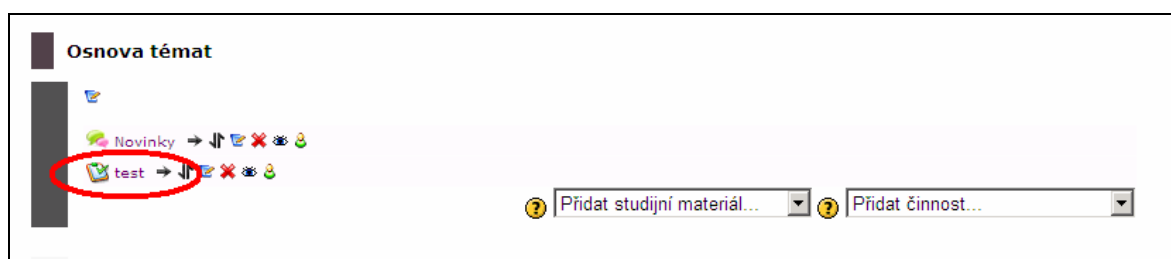 Osnova témat
Novinky
test
Přidat studijní materiál... Přidat činnost...